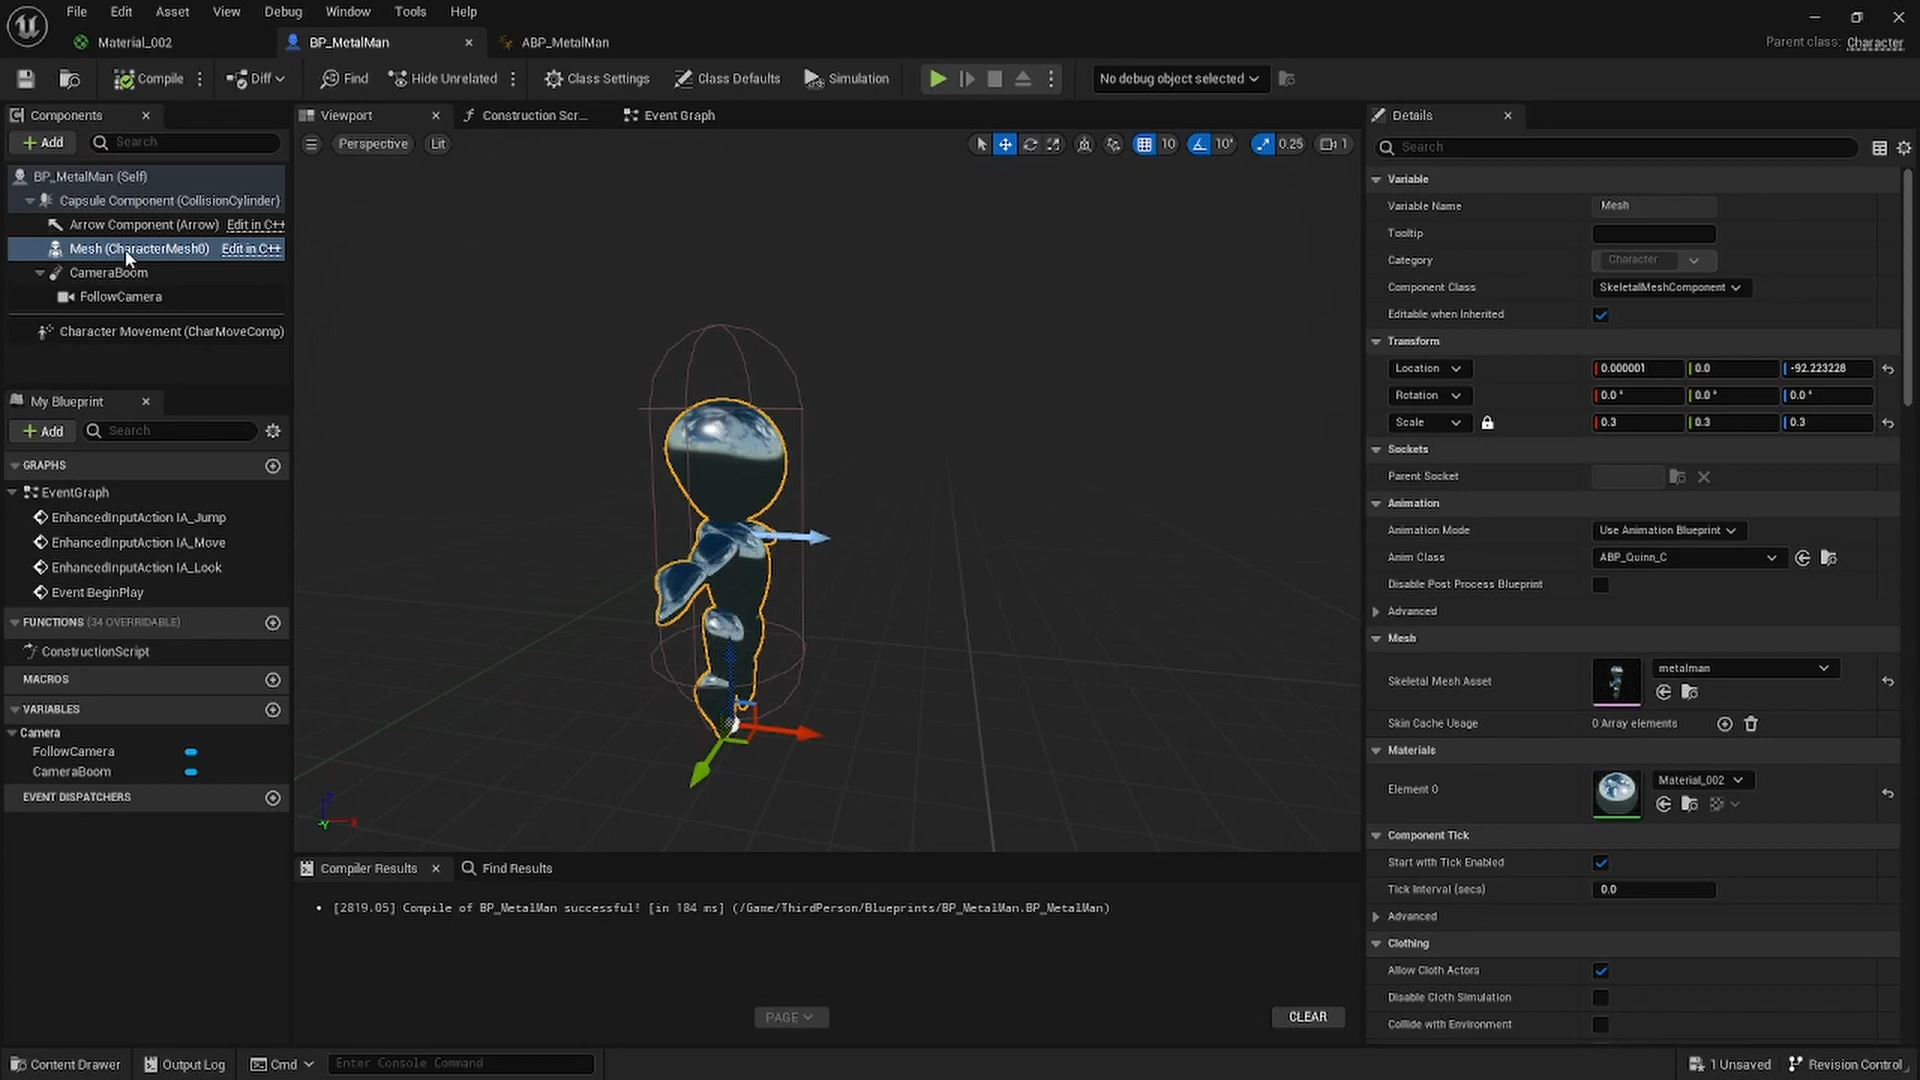 File Edit Asset View Debug Window Tools Help
Material_002
BP_MetalMan
ABP_MetalMan
Parent class: Character
Compile
Diff
Find
Hide Unrelated
Class Settings
Class Defaults
Simulation
No debug object selected
Components
Add
Search
BP_MetalMan (Self)
Capsule Component (CollisionCylinder)
Arrow Component (Arrow) Edit in C++
Mesh (CharacterMesh0) Edit in C++
CameraBoom
FollowCamera
Character Movement (CharMoveComp)
My Blueprint
Add
Search
GRAPHS
EventGraph
EnhancedInputAction IA_Jump
EnhancedInputAction IA_Move
EnhancedInputAction IA_Look
Event BeginPlay
FUNCTIONS (34 OVERRIDABLE)
ConstructionScript
MACROS
VARIABLES
Camera
FollowCamera
CameraBoom
EVENT DISPATCHERS
Viewport
Construction Scr...
Event Graph
Perspective
Lit
10
10°
0.25
1
Z
X
Y
Compiler Results
Find Results
[2819.05] Compile of BP_MetalMan successful! [in 184 ms] (/Game/ThirdPerson/Blueprints/BP_MetalMan.BP_MetalMan)
PAGE
CLEAR
Details
Search
Variable
Variable Name Mesh
Tooltip
Category Character
Component Class SkeletalMeshComponent
Editable when Inherited
Transform
Location 0.000001 0.0 -92.223228
Rotation 0.0° 0.0° 0.0°
Scale 0.3 0.3 0.3
Sockets
Parent Socket
Animation
Animation Mode Use Animation Blueprint
Anim Class ABP_Quinn_C
Disable Post Process Blueprint
Advanced
Mesh
Skeletal Mesh Asset metalman
Skin Cache Usage 0 Array elements
Materials
Element 0 Material_002
Component Tick
Start with Tick Enabled
Tick Interval (secs) 0.0
Advanced
Clothing
Allow Cloth Actors
Disable Cloth Simulation
Collide with Environment
Content Drawer
Output Log
Cmd
Enter Console Command
1 Unsaved
Revision Control